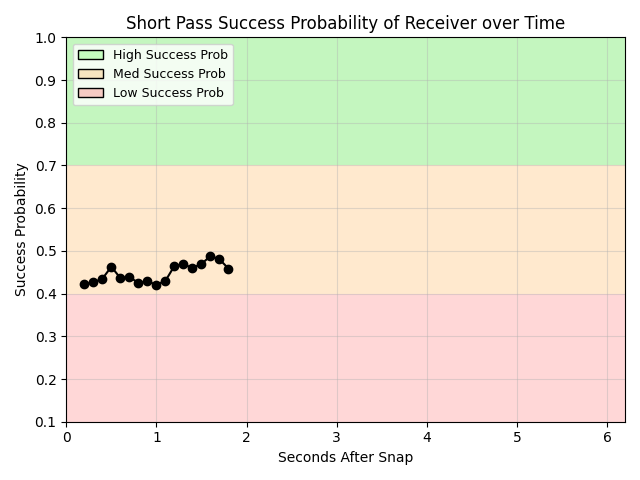 Short Pass Success Probability of Receiver over Time
High Success Prob
Med Success Prob
Low Success Prob
Success Probability
1.0
0.9
0.8
0.7
0.6
0.5
0.4
0.3
0.2
0.1
0 1 2 3 4 5 6
Seconds After Snap